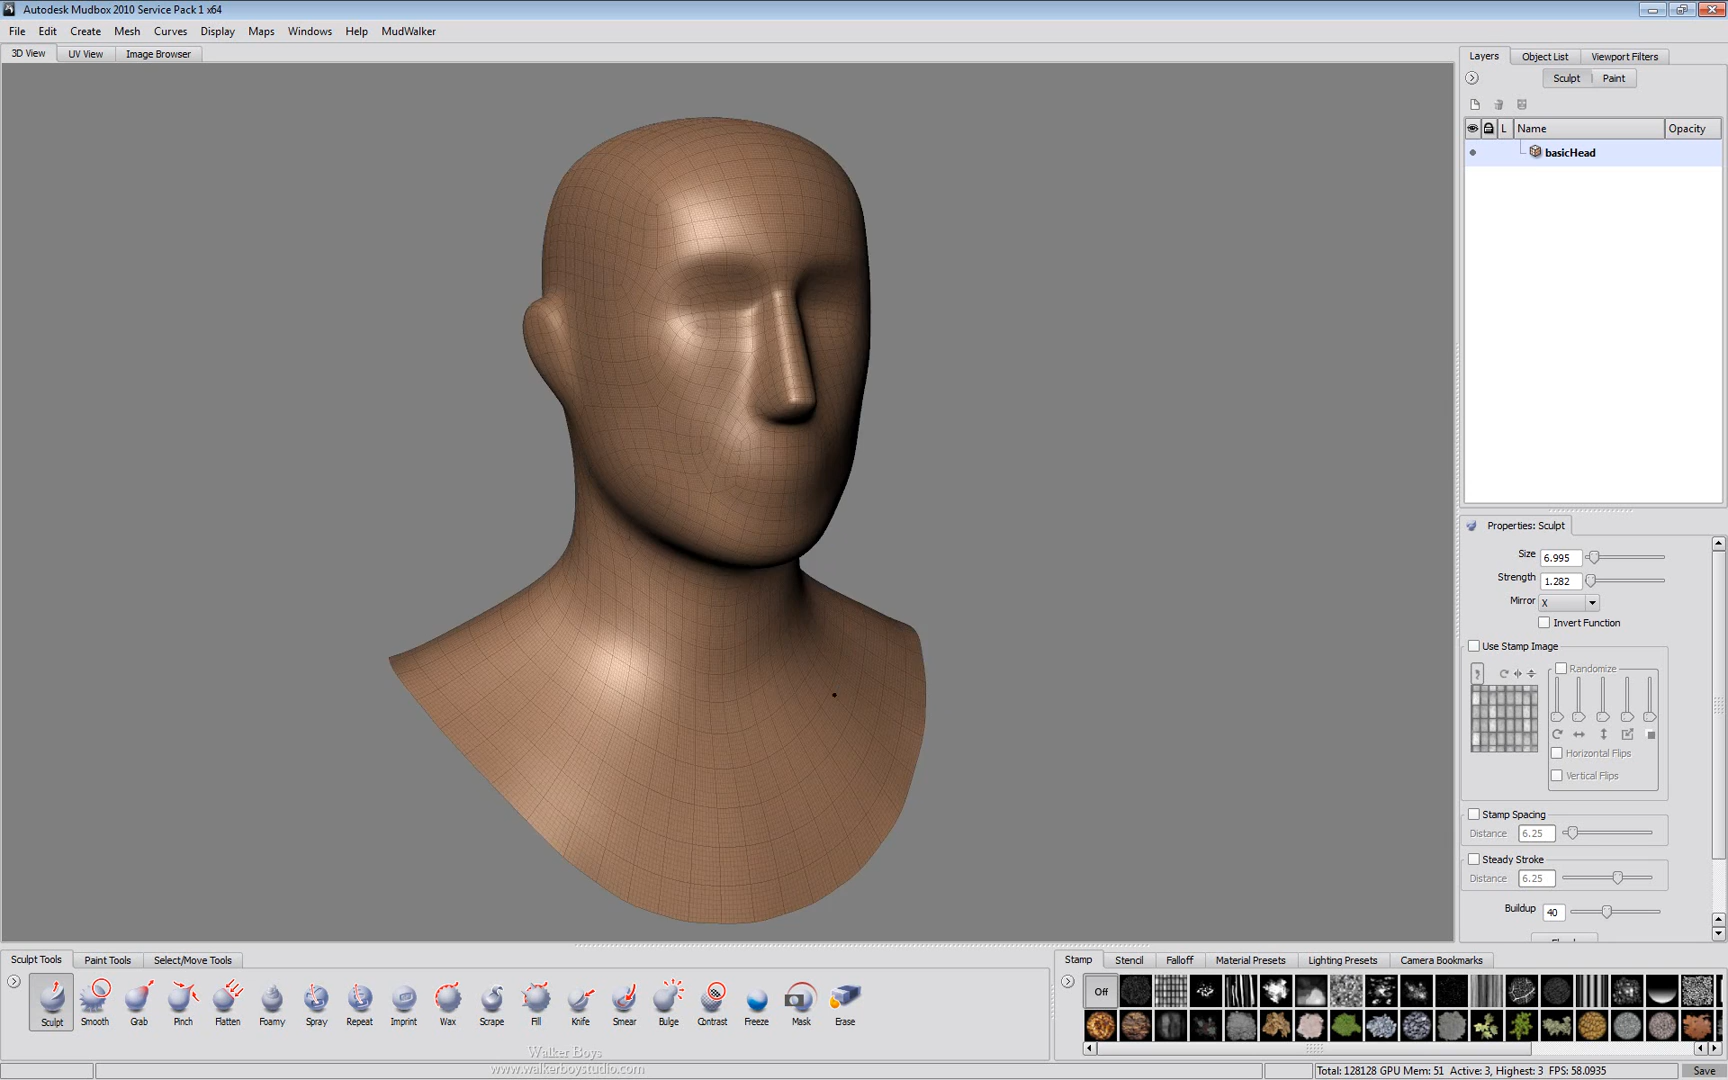 Autodesk Mudbox 2010 Service Pack 1 x64
File Edit Create Mesh Curves Display Maps Windows Help MudWalker
3D View UV View Image Browser
Layers Object List Viewport Filters
Sculpt Paint
L Name Opacity
basicHead
Properties: Sculpt
Size 6.995
Strength 1.282
Mirror X
Invert Function
Use Stamp Image
Randomize
Horizontal Flips
Vertical Flips
Stamp Spacing
Distance 6.25
Steady Stroke
Distance 6.25
Buildup 40
Sculpt Tools Paint Tools Select/Move Tools
Sculpt Smooth Grab Pinch Flatten Foamy Spray Repeat Imprint Wax Scrape Fill Knife Smear Bulge Contrast Freeze Mask Erase
Stamp Stencil Falloff Material Presets Lighting Presets Camera Bookmarks
Off
Walker Boys
www.walkerboystudio.com
Total: 128128 GPU Mem: 51 Active: 3, Highest: 3 FPS: 58.0935
Save